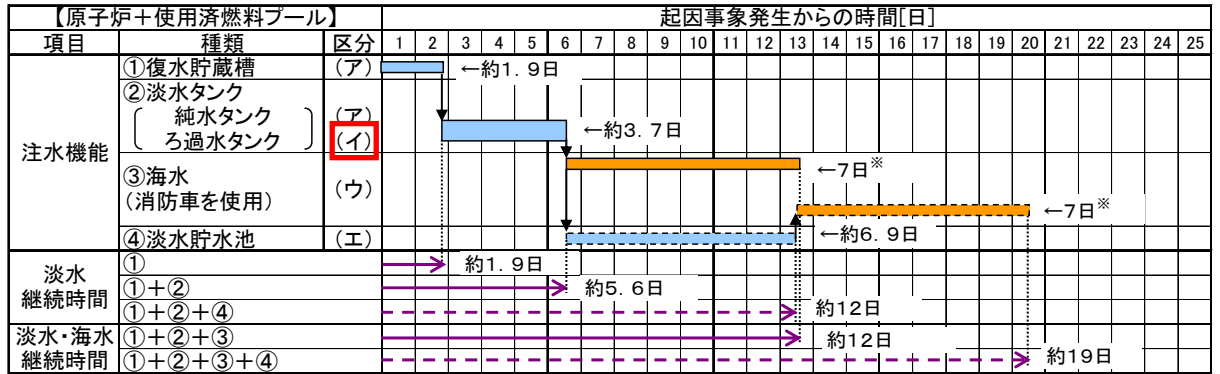 【原子炉＋使用済燃料プール】 起因事象発生からの時間[日]
項目 種類 区分 1 2 3 4 5 6 7 8 9 10 11 12 13 14 15 16 17 18 19 20 21 22 23 24 25
注水機能
①復水貯蔵槽 (ア) ←約1．9日
②淡水タンク
純水タンク (ア)
ろ過水タンク (イ) ←約3．7日
③海水
(消防車を使用) (ウ) ←7日※
←7日※
④淡水貯水池 (エ) ←約6．9日
淡水
継続時間
① 約1．9日
①＋② 約5．6日
①＋②＋④ 約12日
淡水・海水
継続時間
①＋②＋③ 約12日
①＋②＋③＋④ 約19日